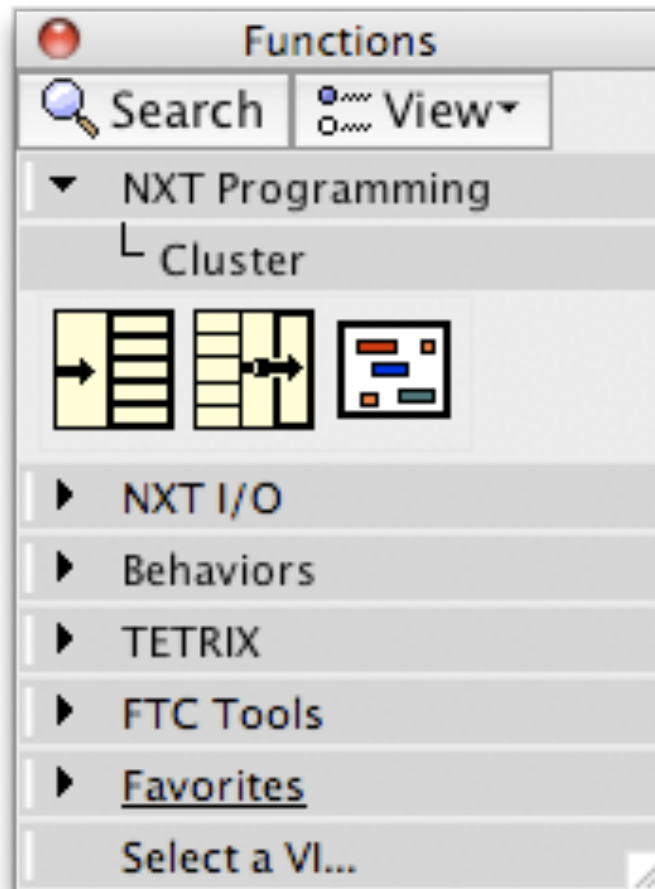 Functions
Search View
NXT Programming
Cluster
NXT I/O
Behaviors
TETRIX
FTC Tools
Favorites
Select a VI...